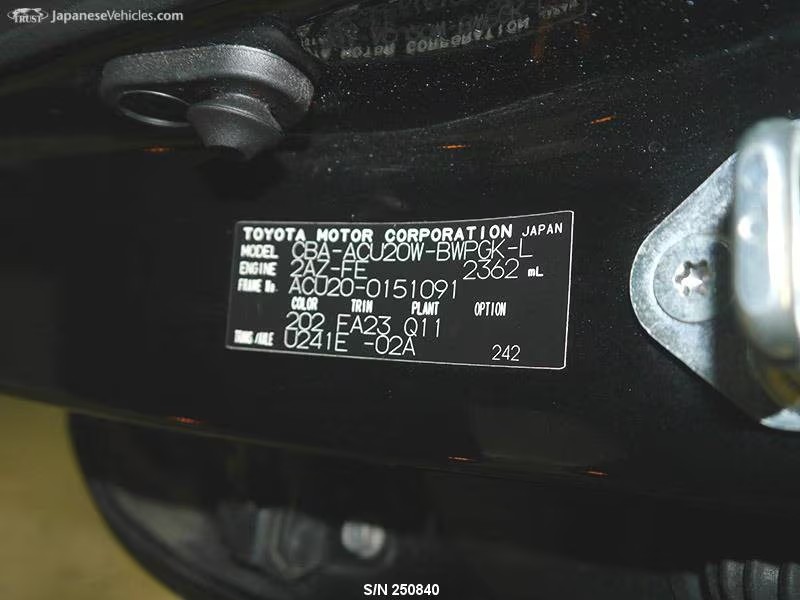 TRUST JapaneseVehicles.com
TOYOTA MOTOR CORPORATION JAPAN
MODEL CBA-ACU20W-BWPGK-L
ENGINE 2AZ-FE 2362 mL
FRAME No. ACU20-0151091
COLOR TRIM PLANT OPTION
202 FA23 Q11
TRANS/AXLE U241E -02A 242
S/N 250840